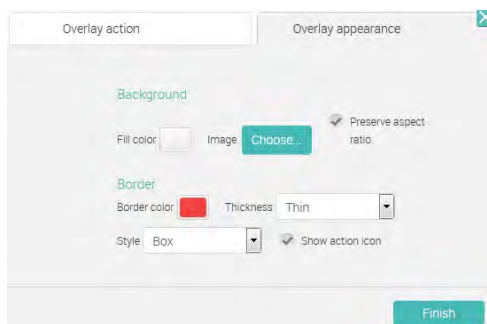 Overlay action
Overlay appearance
Background
Fill color
Image
Choose...
Preserve aspect
ratio
Border
Border color
Thickness
Thin
Style
Box
Show action icon
Finish